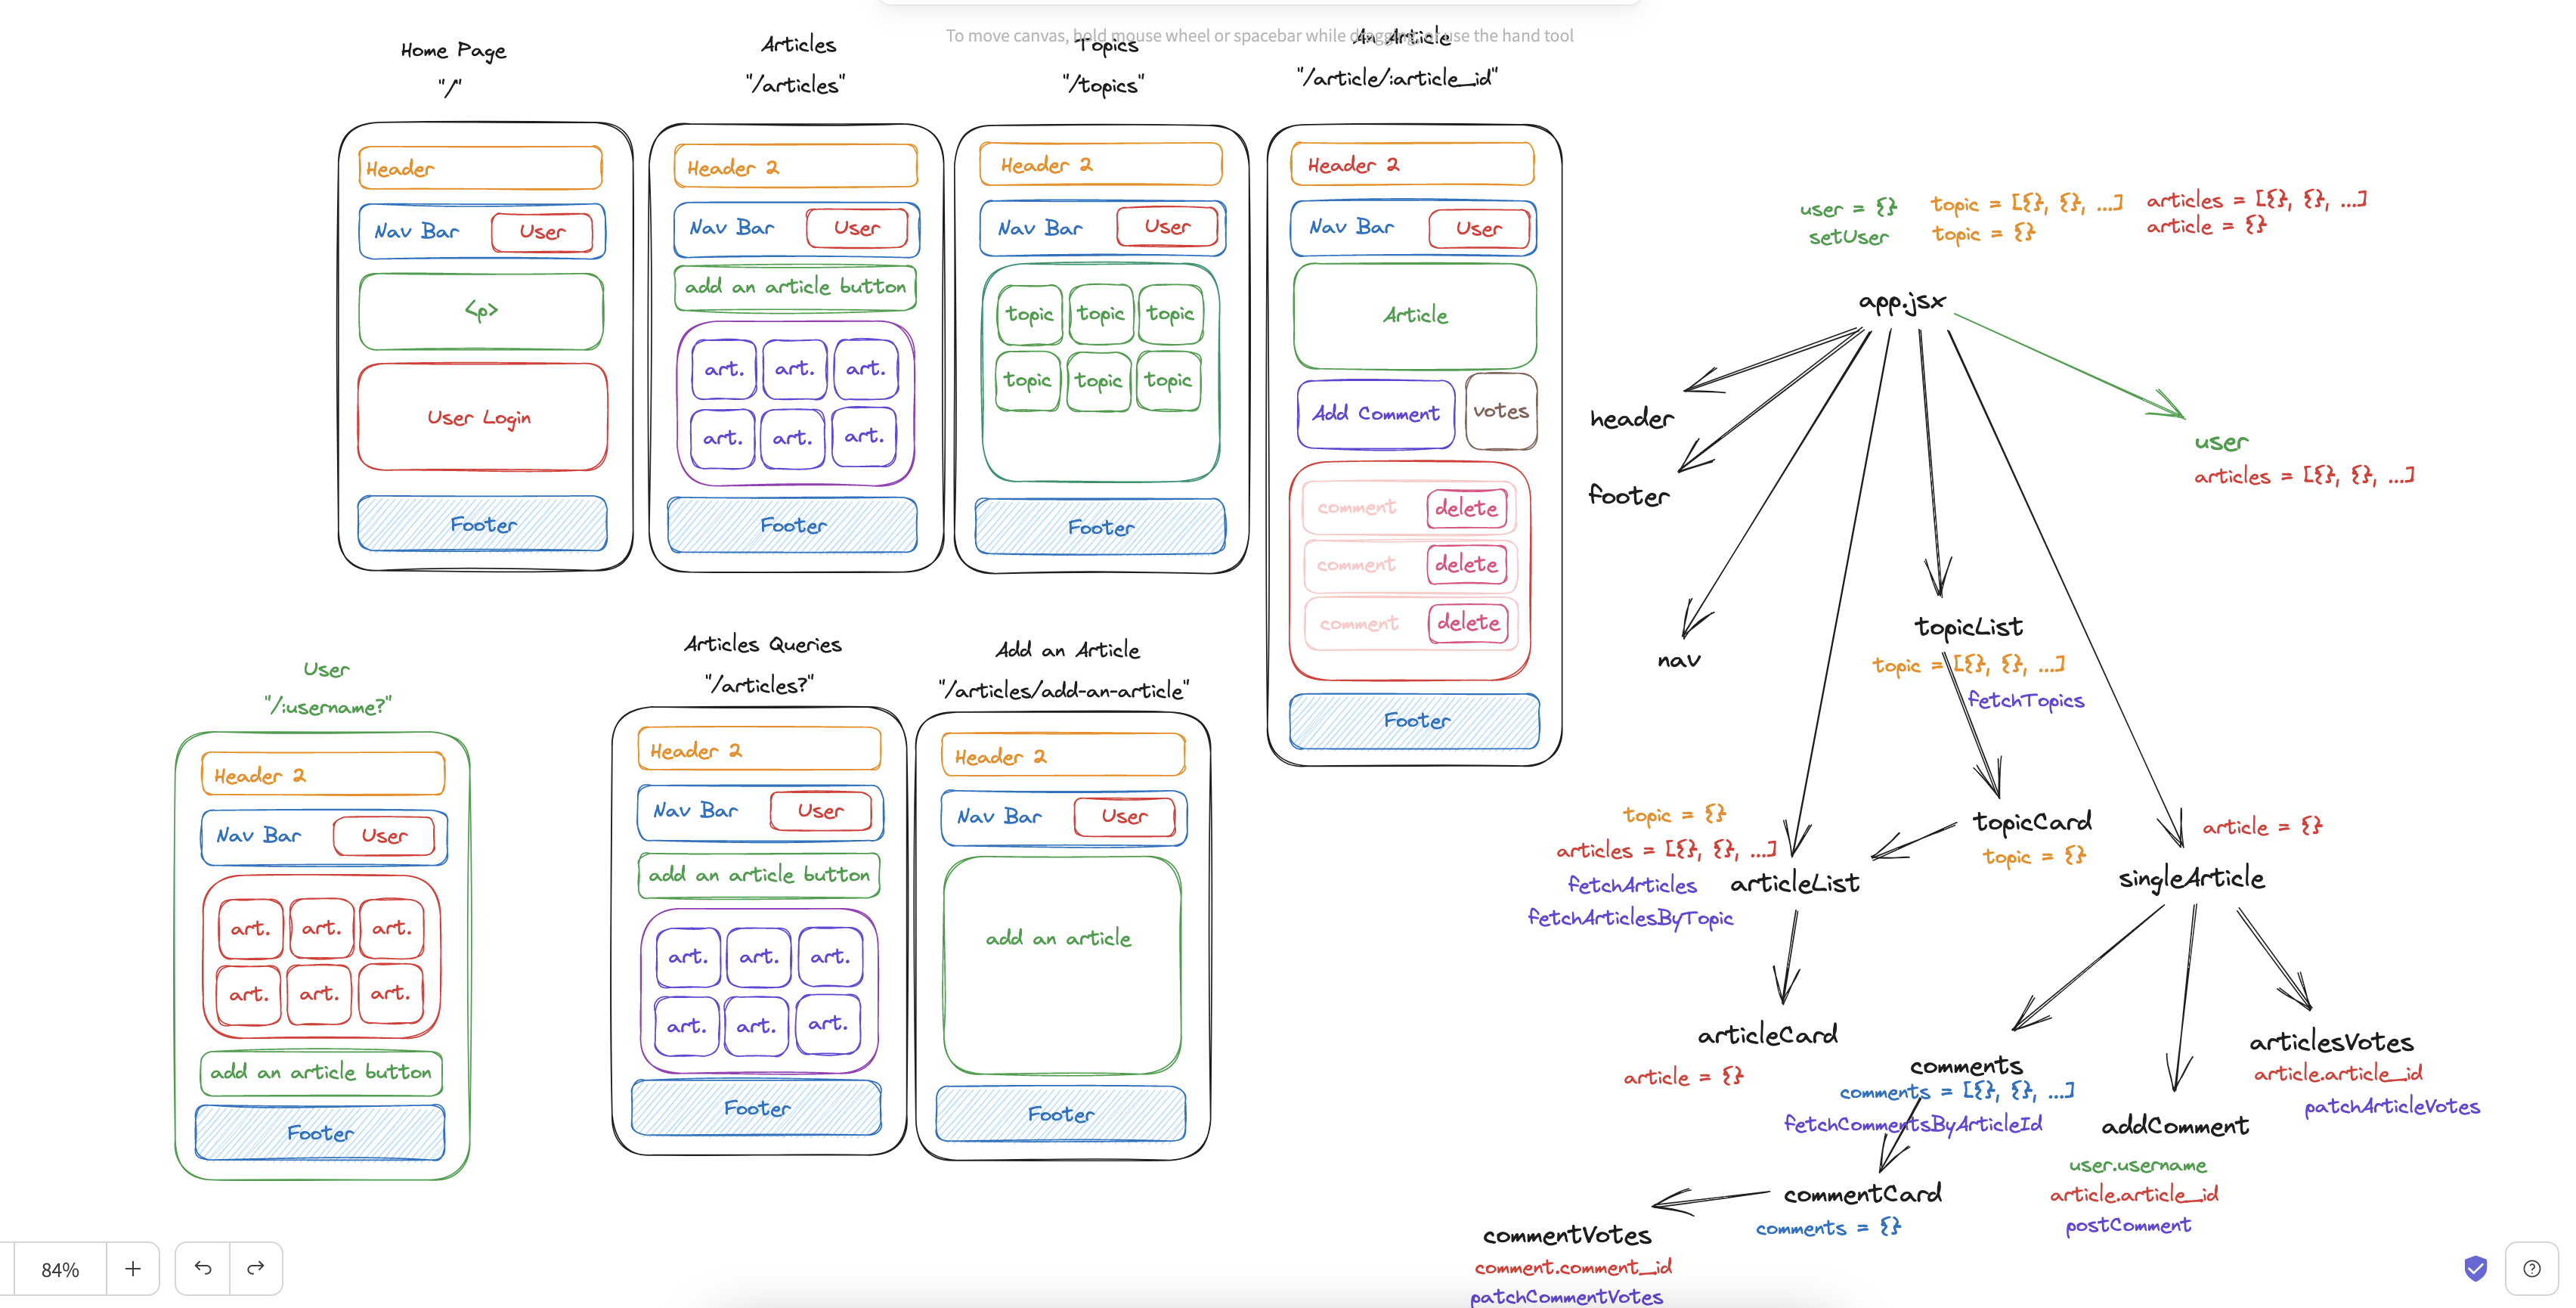 To move canvas, hold mouse wheel or spacebar while dragging, or use the hand tool
Home Page
"/"
Header
Nav Bar
User
<p>
User Login
Footer
Articles
"/articles"
Header 2
Nav Bar
User
add an article button
art.
art.
art.
art.
art.
art.
Footer
Topics
"/topics"
Header 2
Nav Bar
User
topic
topic
topic
topic
topic
topic
Footer
An Article
"/article/:article_id"
Header 2
Nav Bar
User
Article
Add Comment
votes
comment
delete
comment
delete
comment
delete
Footer
User
"/:username?"
Header 2
Nav Bar
User
art.
art.
art.
art.
art.
art.
add an article button
Footer
Articles Queries
"/articles?"
Header 2
Nav Bar
User
add an article button
art.
art.
art.
art.
art.
art.
Footer
Add an Article
"/articles/add-an-article"
Header 2
Nav Bar
User
add an article
Footer
user = {}
setUser
topic = [{}, {}, ...]
topic = {}
articles = [{}, {}, ...]
article = {}
app.jsx
header
footer
nav
user
articles = [{}, {}, ...]
topicList
topic = [{}, {}, ...]
fetchTopics
topicCard
topic = {}
topic = {}
articles = [{}, {}, ...]
fetchArticles
fetchArticlesByTopic
articleList
articleCard
article = {}
article = {}
singleArticle
comments
comments = [{}, {}, ...]
fetchCommentsByArticleId
commentCard
comments = {}
commentVotes
comment.comment_id
patchCommentVotes
addComment
user.username
article.article_id
postComment
articlesVotes
article.article_id
patchArticleVotes
84%